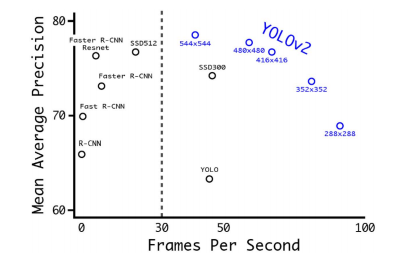 80
70
60
Mean Average Precision
Faster R-CNN
Resnet
SSD512
Faster R-CNN
Fast R-CNN
R-CNN
544x544
YOLOv2
480x480
416x416
SSD300
352x352
288x288
YOLO
0
30
50
100
Frames Per Second